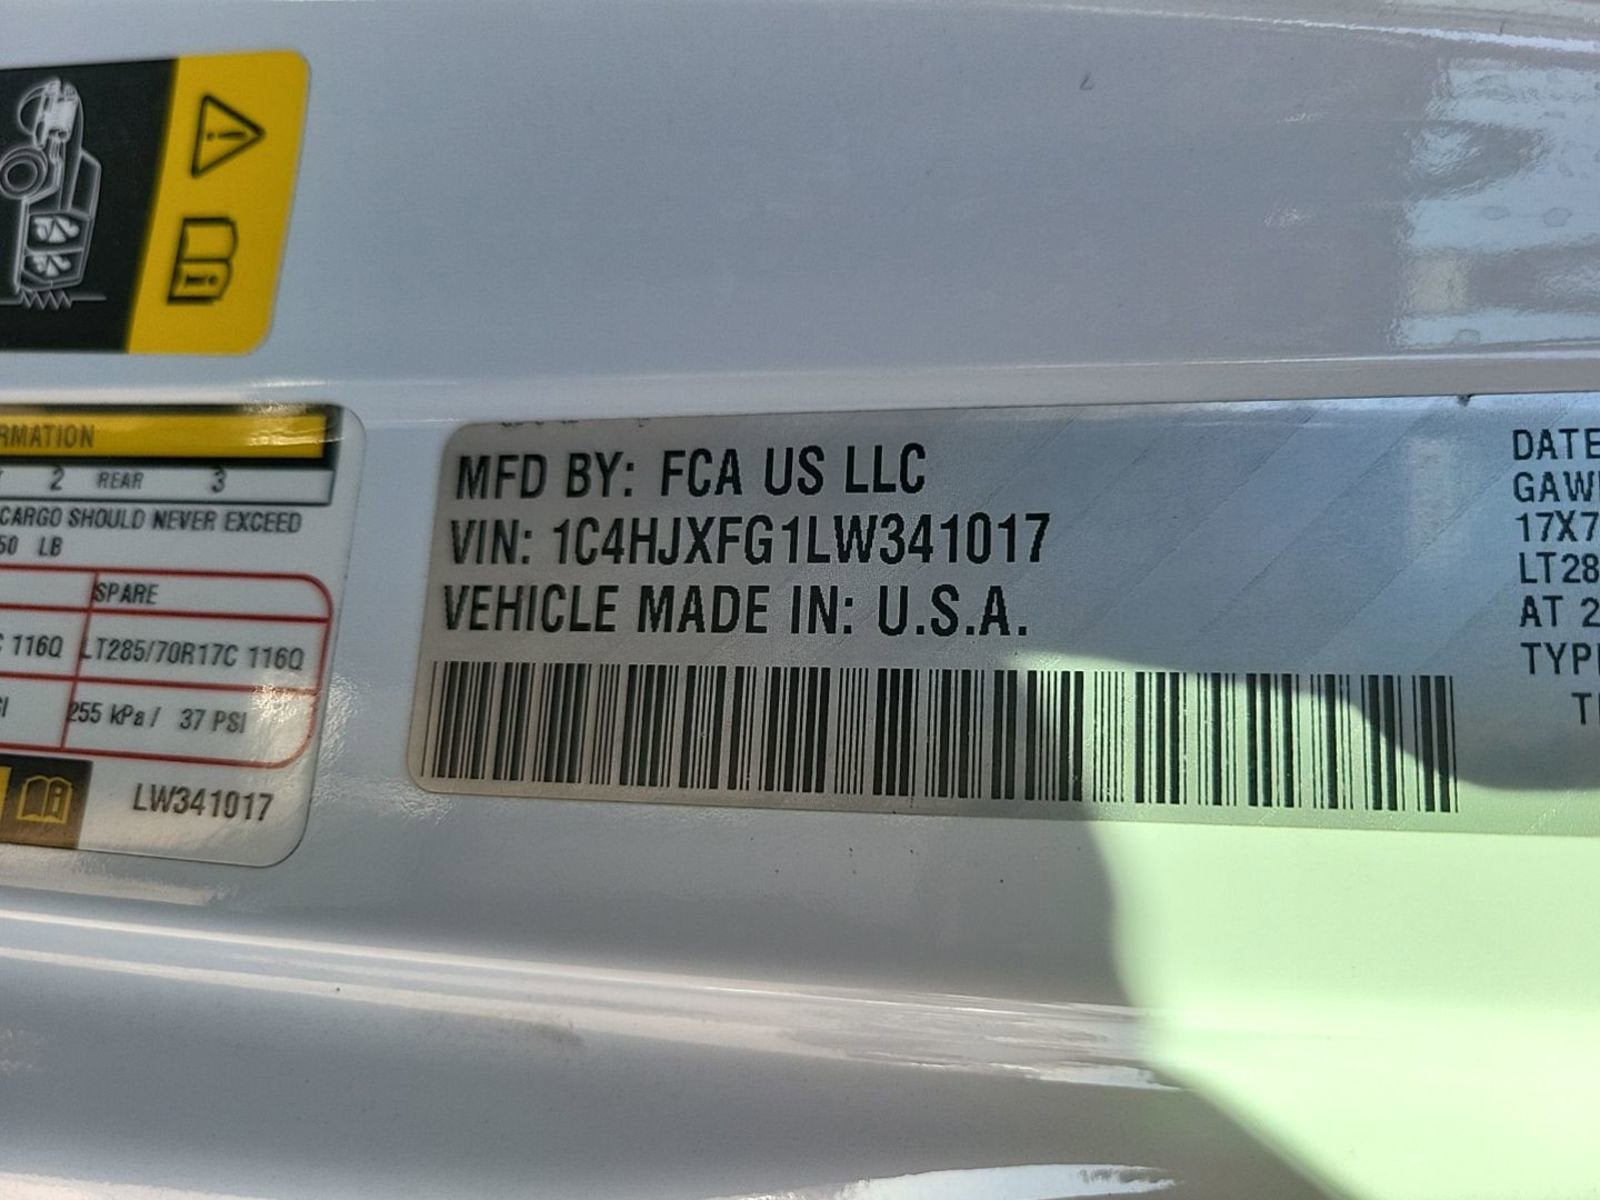 RMATION
2 REAR 3
CARGO SHOULD NEVER EXCEED
50 LB
SPARE
C 116Q LT285/70R17C 116Q
255 kPa / 37 PSI
LW341017
MFD BY: FCA US LLC
VIN: 1C4HJXFG1LW341017
VEHICLE MADE IN: U.S.A.
DATE
GAW
17X7
LT28
AT 2
TYP